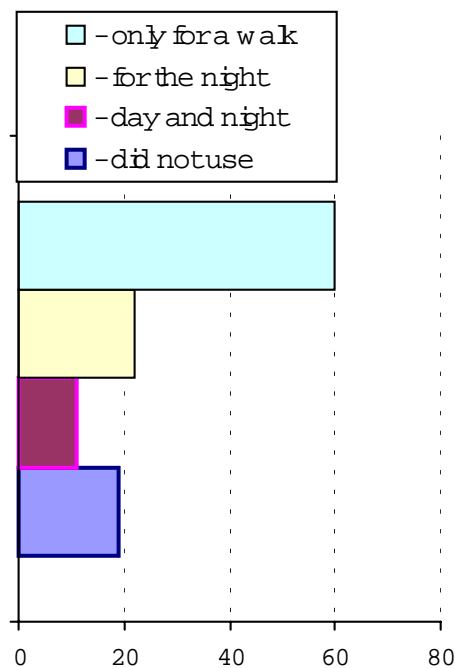 - only for a walk
- for the night
- day and night
- did not use
0 20 40 60 80